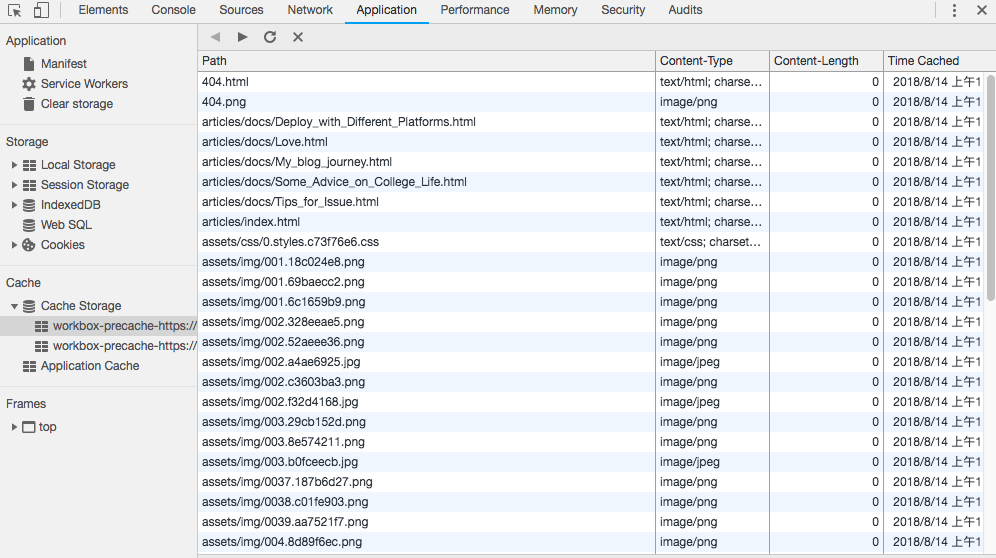 Elements Console Sources Network Application Performance Memory Security Audits
Application
Manifest
Service Workers
Clear storage
Storage
Local Storage
Session Storage
IndexedDB
Web SQL
Cookies
Cache
Cache Storage
workbox-precache-https://
workbox-precache-https://
Application Cache
Frames
top
Path Content-Type Content-Length Time Cached
404.html text/html; charse… 0 2018/8/14 上午1
404.png image/png 0 2018/8/14 上午1
articles/docs/Deploy_with_Different_Platforms.html text/html; charse… 0 2018/8/14 上午1
articles/docs/Love.html text/html; charse… 0 2018/8/14 上午1
articles/docs/My_blog_journey.html text/html; charse… 0 2018/8/14 上午1
articles/docs/Some_Advice_on_College_Life.html text/html; charse… 0 2018/8/14 上午1
articles/docs/Tips_for_Issue.html text/html; charse… 0 2018/8/14 上午1
articles/index.html text/html; charse… 0 2018/8/14 上午1
assets/css/0.styles.c73f76e6.css text/css; charset… 0 2018/8/14 上午1
assets/img/001.18c024e8.png image/png 0 2018/8/14 上午1
assets/img/001.69baecc2.png image/png 0 2018/8/14 上午1
assets/img/001.6c1659b9.png image/png 0 2018/8/14 上午1
assets/img/002.328eeae5.png image/png 0 2018/8/14 上午1
assets/img/002.52aeee36.png image/png 0 2018/8/14 上午1
assets/img/002.a4ae6925.jpg image/jpeg 0 2018/8/14 上午1
assets/img/002.c3603ba3.png image/png 0 2018/8/14 上午1
assets/img/002.f32d4168.jpg image/jpeg 0 2018/8/14 上午1
assets/img/003.29cb152d.png image/png 0 2018/8/14 上午1
assets/img/003.8e574211.png image/png 0 2018/8/14 上午1
assets/img/003.b0fceecb.jpg image/jpeg 0 2018/8/14 上午1
assets/img/0037.187b6d27.png image/png 0 2018/8/14 上午1
assets/img/0038.c01fe903.png image/png 0 2018/8/14 上午1
assets/img/0039.aa7521f7.png image/png 0 2018/8/14 上午1
assets/img/004.8d89f6ec.png image/png 0 2018/8/14 上午1